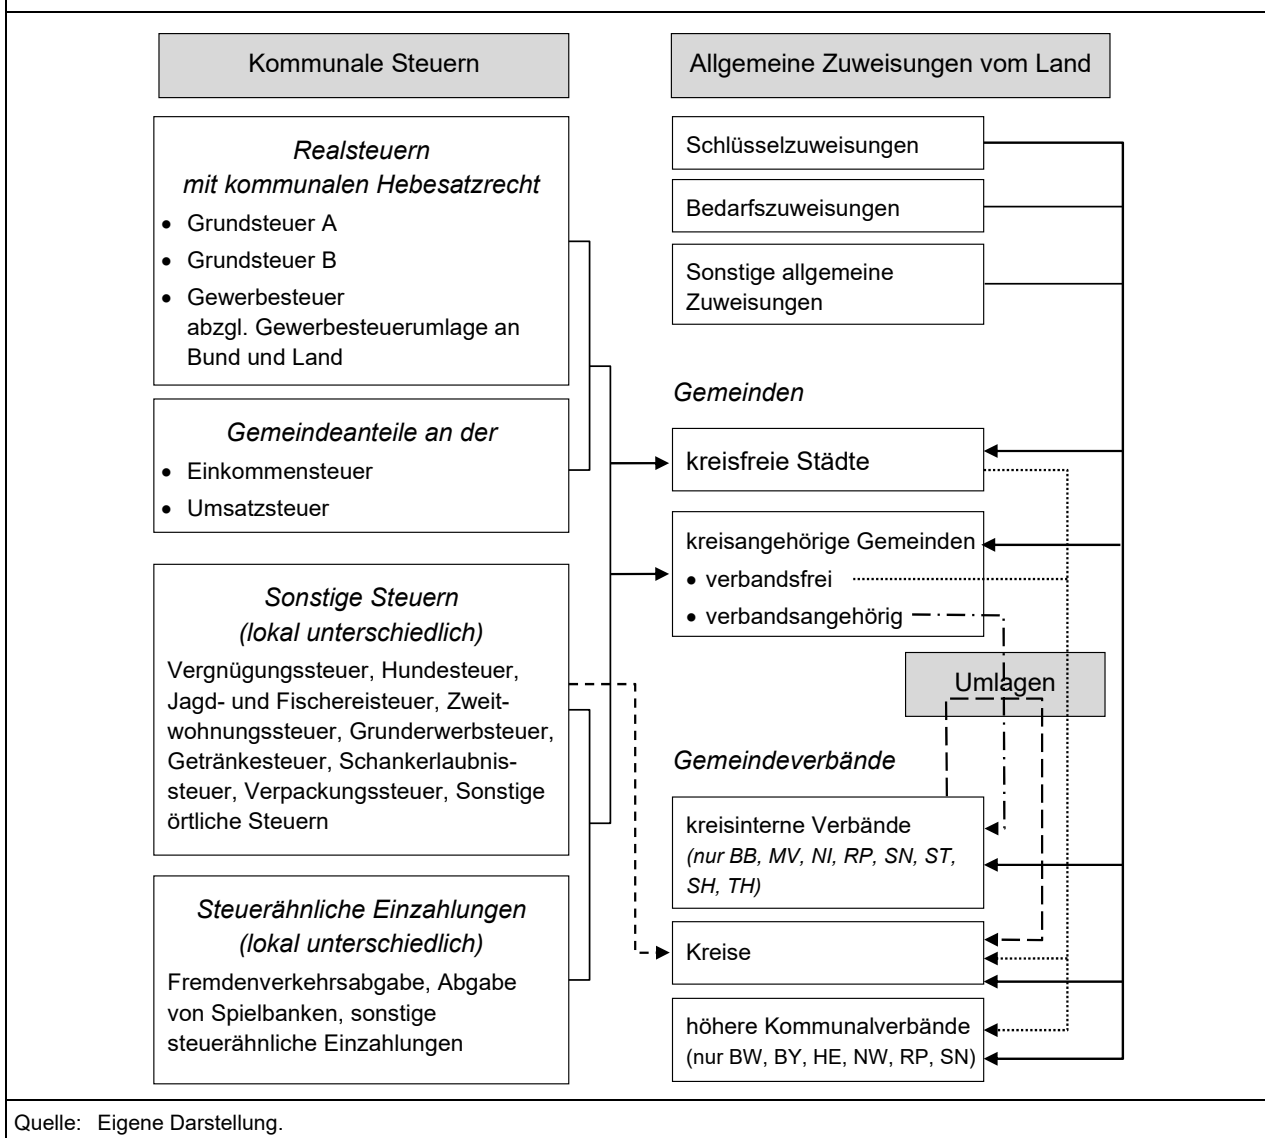 Kommunale Steuern
Realsteuern
mit kommunalen Hebesatzrecht
• Grundsteuer A
• Grundsteuer B
• Gewerbesteuer
abzgl. Gewerbesteuerumlage an
Bund und Land
Gemeindeanteile an der
• Einkommensteuer
• Umsatzsteuer
Sonstige Steuern
(lokal unterschiedlich)
Vergnügungssteuer, Hundesteuer,
Jagd- und Fischereisteuer, Zweit-
wohnungssteuer, Grunderwerbsteuer,
Getränkesteuer, Schankerlaubnis-
steuer, Verpackungssteuer, Sonstige
örtliche Steuern
Steuerähnliche Einzahlungen
(lokal unterschiedlich)
Fremdenverkehrsabgabe, Abgabe
von Spielbanken, sonstige
steuerähnliche Einzahlungen
Allgemeine Zuweisungen vom Land
Schlüsselzuweisungen
Bedarfszuweisungen
Sonstige allgemeine
Zuweisungen
Gemeinden
kreisfreie Städte
kreisangehörige Gemeinden
• verbandsfrei
• verbandsangehörig
Umlagen
Gemeindeverbände
kreisinterne Verbände
(nur BB, MV, NI, RP, SN, ST,
SH, TH)
Kreise
höhere Kommunalverbände
(nur BW, BY, HE, NW, RP, SN)
Quelle: Eigene Darstellung.